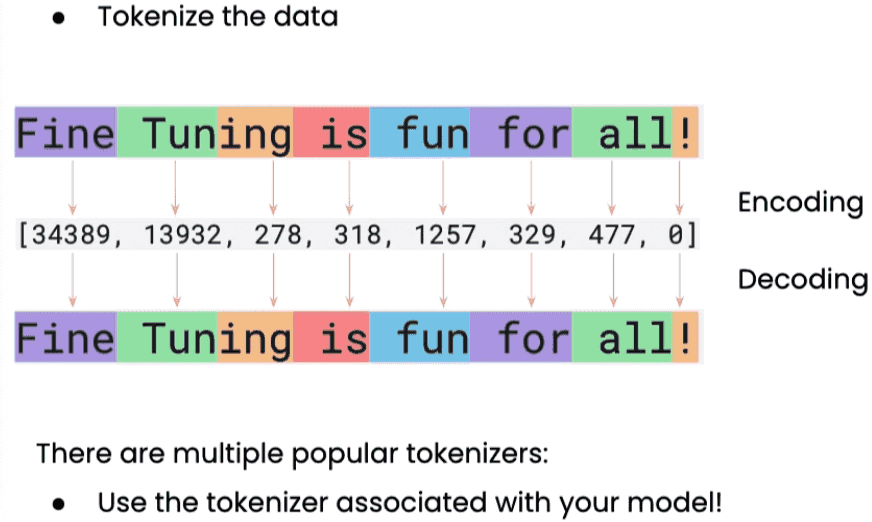 • Tokenize the data
Fine Tuning is fun for all!
[34389, 13932, 278, 318, 1257, 329, 477, 0]
Encoding
Decoding
Fine Tuning is fun for all!
There are multiple popular tokenizers:
• Use the tokenizer associated with your model!